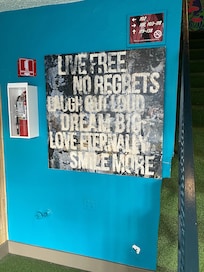 LIVE FREE
NO REGRETS
LAUGH OUT LOUD
DREAM BIG
LOVE ETERNALLY
SMILE MORE